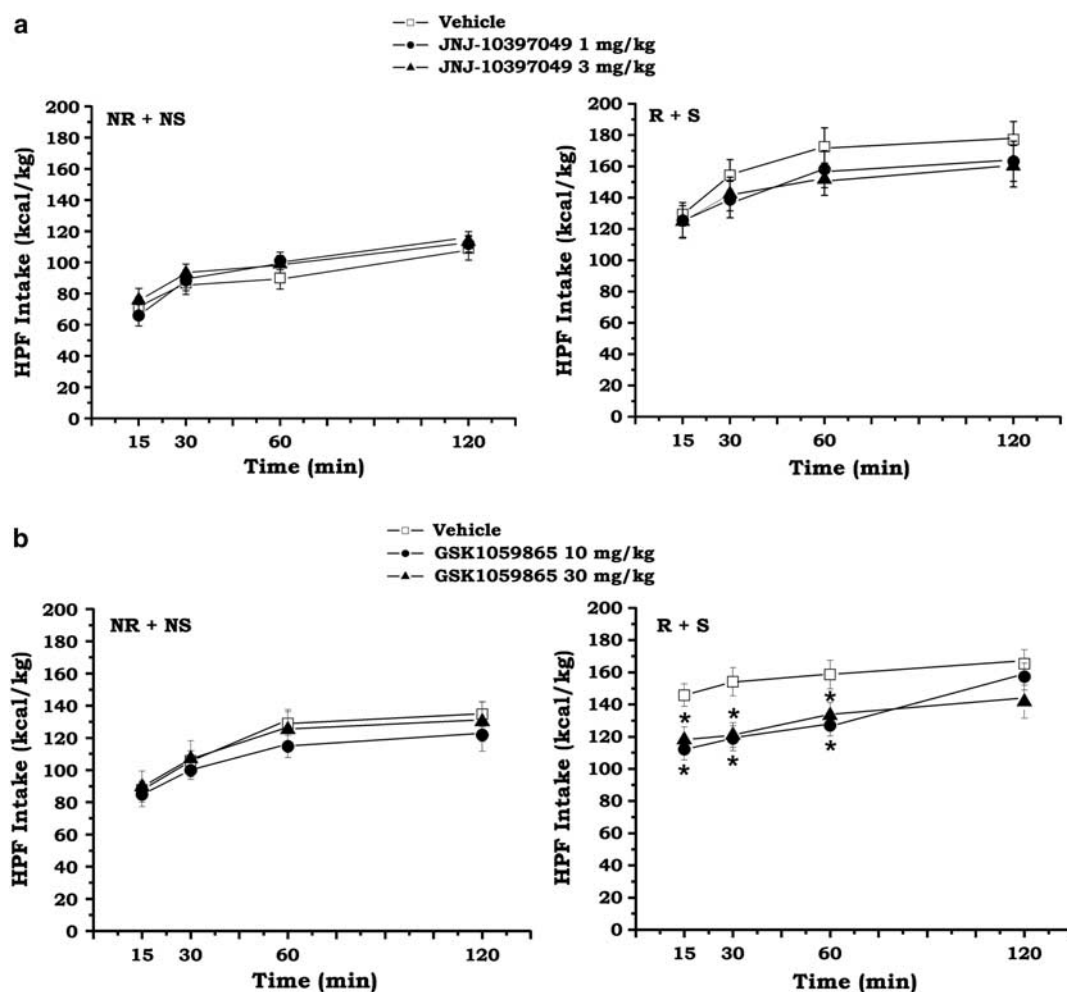 a
Vehicle
JNJ-10397049 1 mg/kg
JNJ-10397049 3 mg/kg
NR + NS
HPF Intake (kcal/kg)
200
180
160
140
120
100
80
60
40
20
0
15 30 60 120
Time (min)
R + S
HPF Intake (kcal/kg)
200
180
160
140
120
100
80
60
40
20
0
15 30 60 120
Time (min)
b
Vehicle
GSK1059865 10 mg/kg
GSK1059865 30 mg/kg
NR + NS
HPF Intake (kcal/kg)
200
180
160
140
120
100
80
60
40
20
0
15 30 60 120
Time (min)
R + S
HPF Intake (kcal/kg)
200
180
160
140
120
100
80
60
40
20
0
* * *
* * *
15 30 60 120
Time (min)